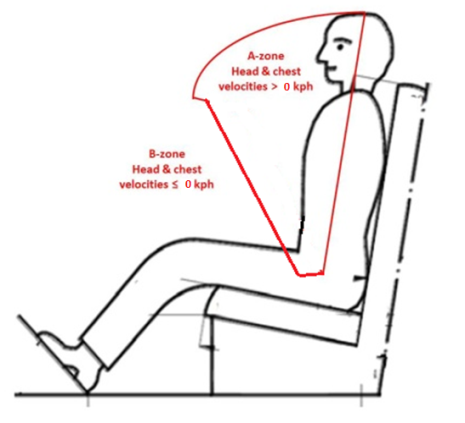 A-zone
Head & chest
velocities > 0 kph
B-zone
Head & chest
velocities ≤ 0 kph